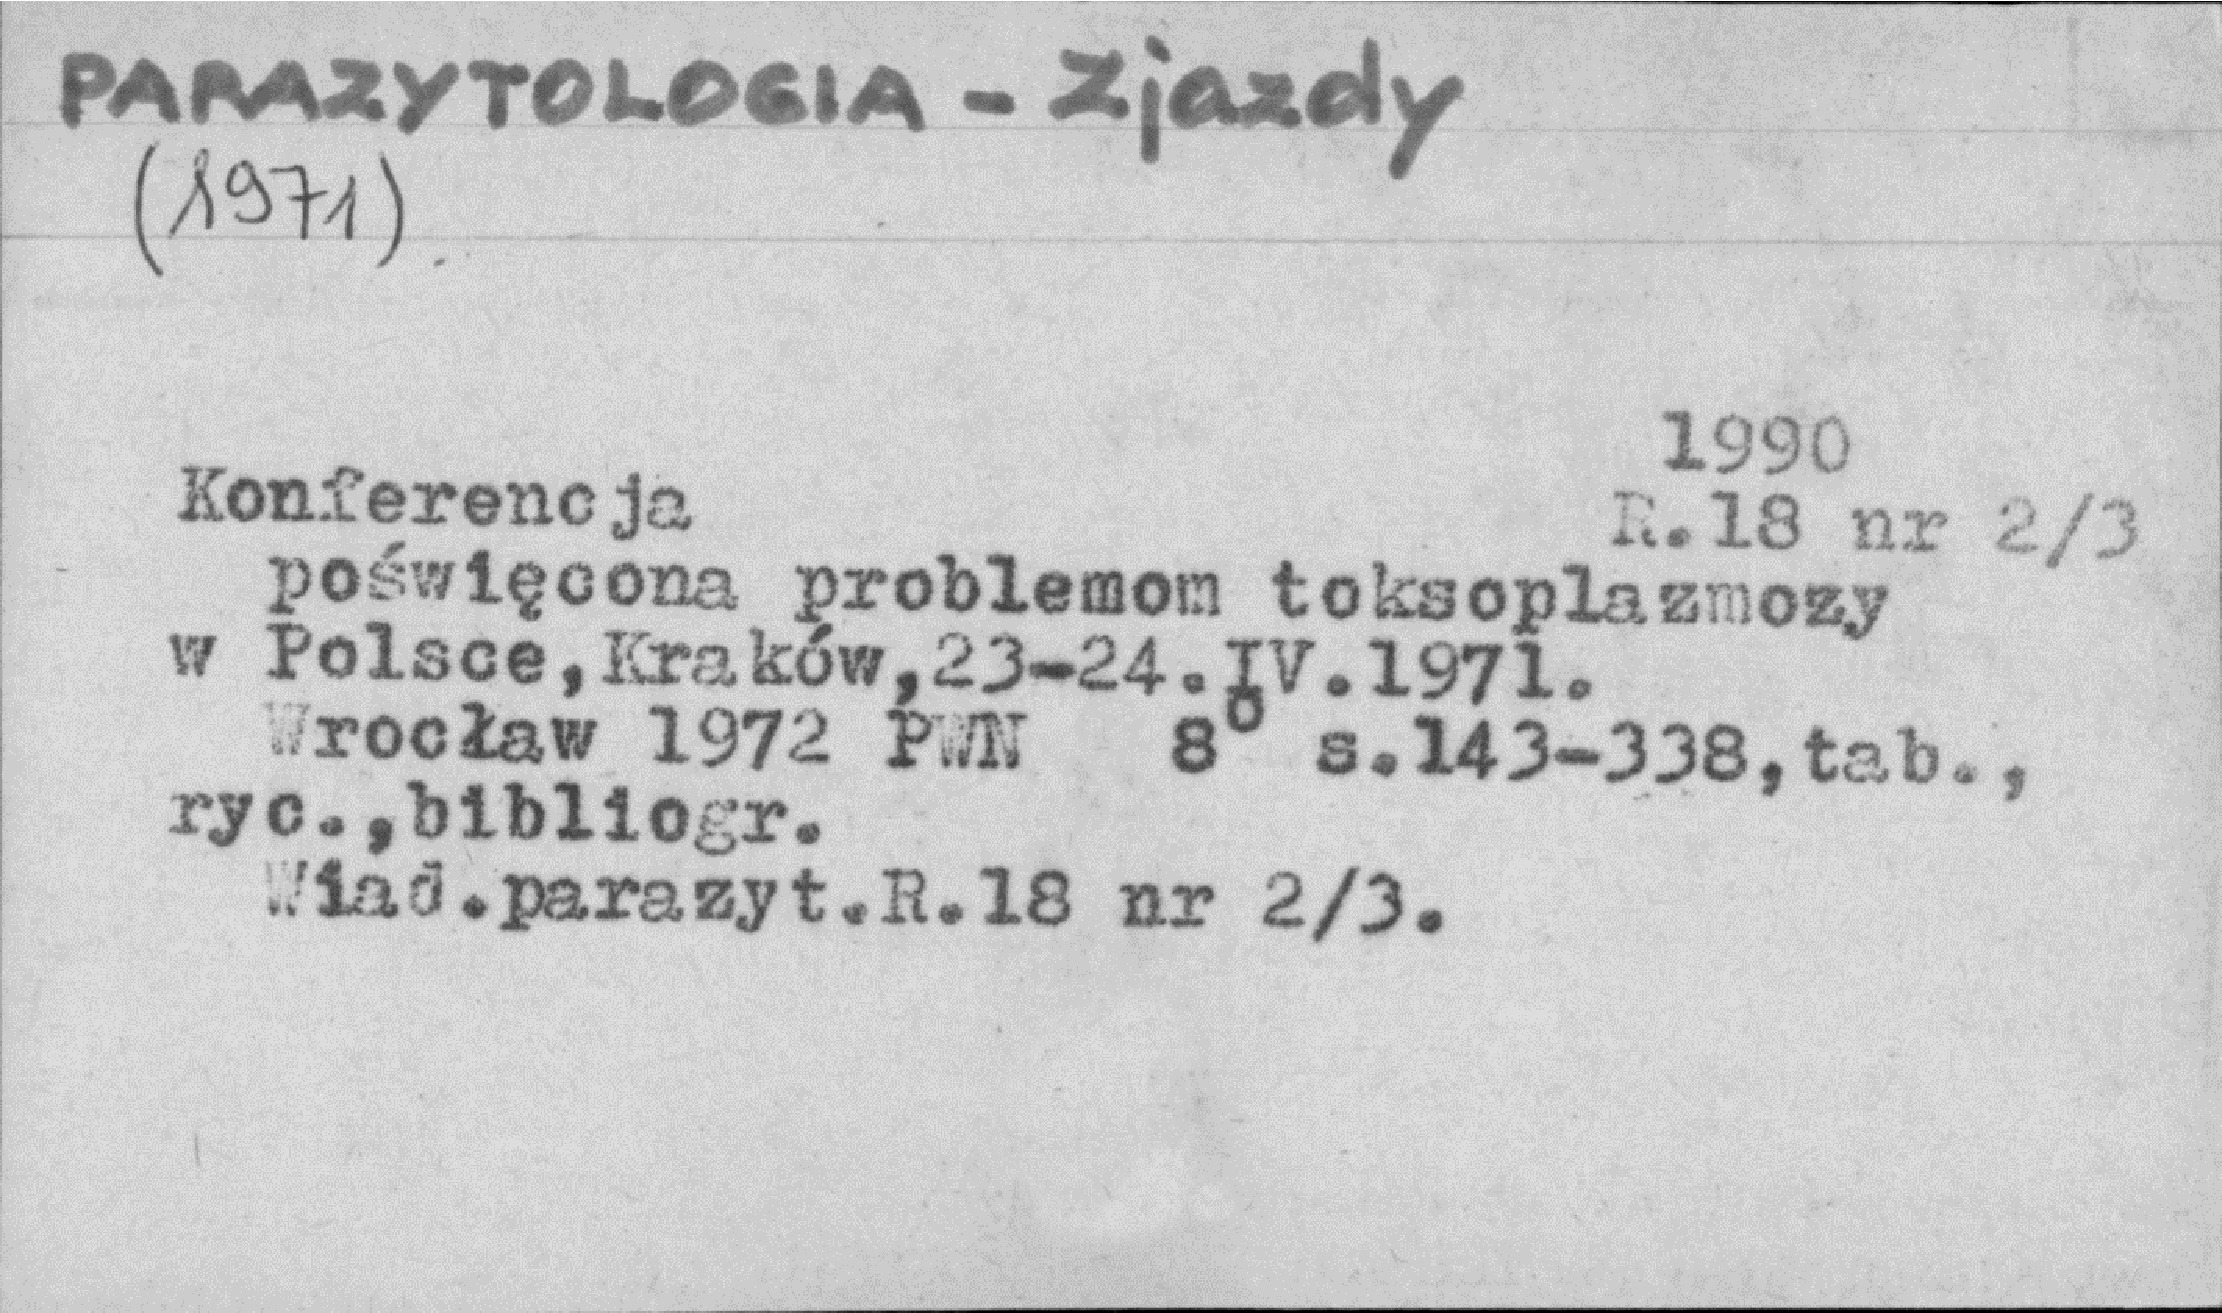 PARAZYTOLOGIA - Zjazdy
(1971)
1990
Konferencja
R.18 nr 2/3
poświęcona problemom toksoplazmozy
w Polsce,Kraków,23-24.IV.1971.
Wrocław 1972 PWN 8° s.143-338,tab.,
ryc.,bibliogr.
Wiad.parazyt.R.18 nr 2/3.